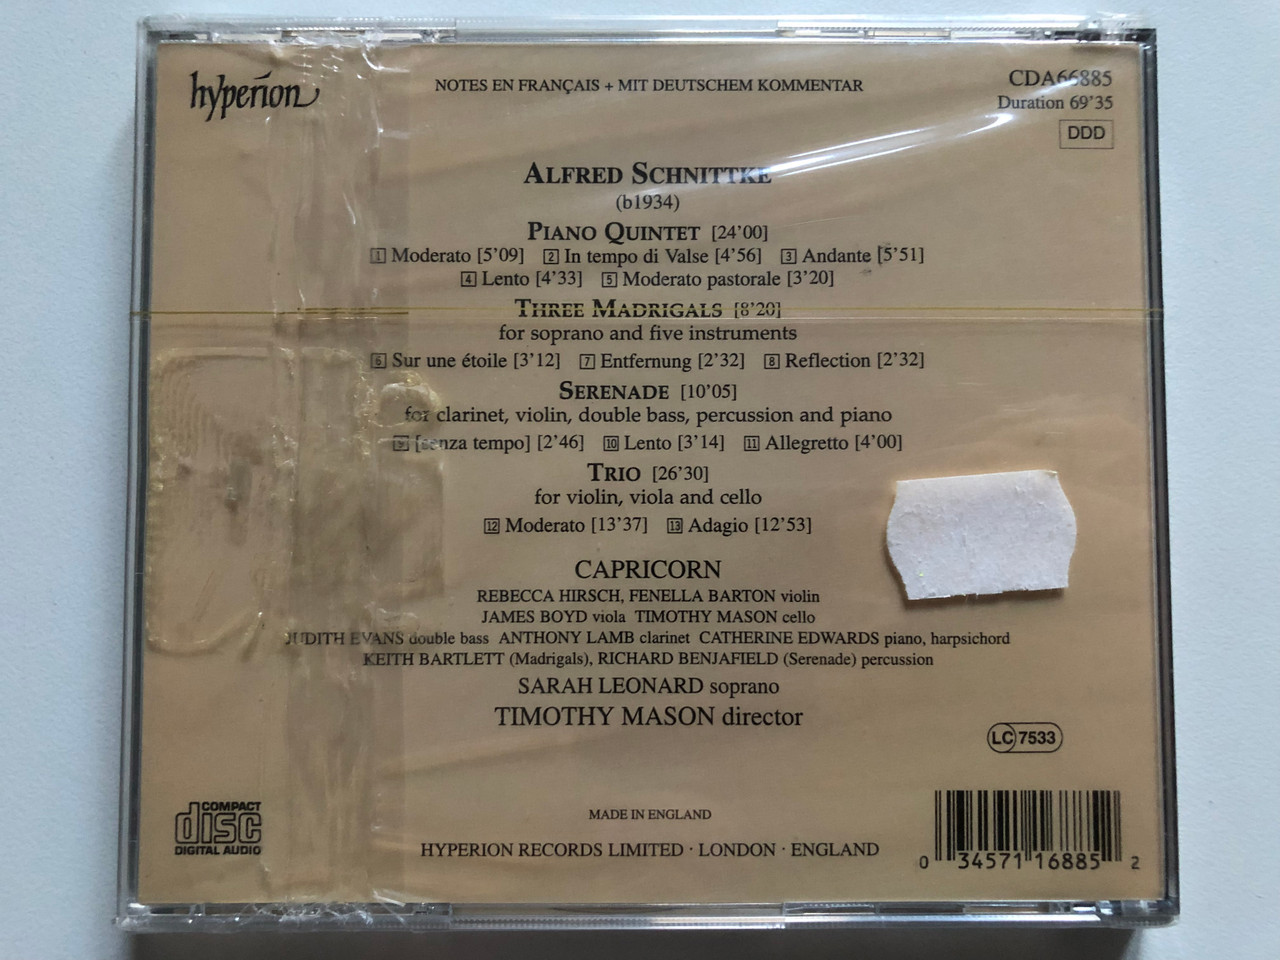 hyperion
NOTES EN FRANÇAIS + MIT DEUTSCHEM KOMMENTAR
CDA66885
Duration 69'35
DDD
ALFRED SCHNITTKE
(b1934)
PIANO QUINTET [24'00]
1 Moderato [5'09] 2 In tempo di Valse [4'56] 3 Andante [5'51]
4 Lento [4'33] 5 Moderato pastorale [3'20]
THREE MADRIGALS [8'20]
for soprano and five instruments
6 Sur une étoile [3'12] 7 Entfernung [2'32] 8 Reflection [2'32]
SERENADE [10'05]
for clarinet, violin, double bass, percussion and piano
9 [senza tempo] [2'46] 10 Lento [3'14] 11 Allegretto [4'00]
TRIO [26'30]
for violin, viola and cello
12 Moderato [13'37] 13 Adagio [12'53]
CAPRICORN
REBECCA HIRSCH, FENELLA BARTON violin
JAMES BOYD viola TIMOTHY MASON cello
JUDITH EVANS double bass ANTHONY LAMB clarinet CATHERINE EDWARDS piano, harpsichord
KEITH BARTLETT (Madrigals), RICHARD BENJAFIELD (Serenade) percussion
SARAH LEONARD soprano
TIMOTHY MASON director
LC 7533
COMPACT
disc
DIGITAL AUDIO
MADE IN ENGLAND
HYPERION RECORDS LIMITED · LONDON · ENGLAND
0 34571 16885 2